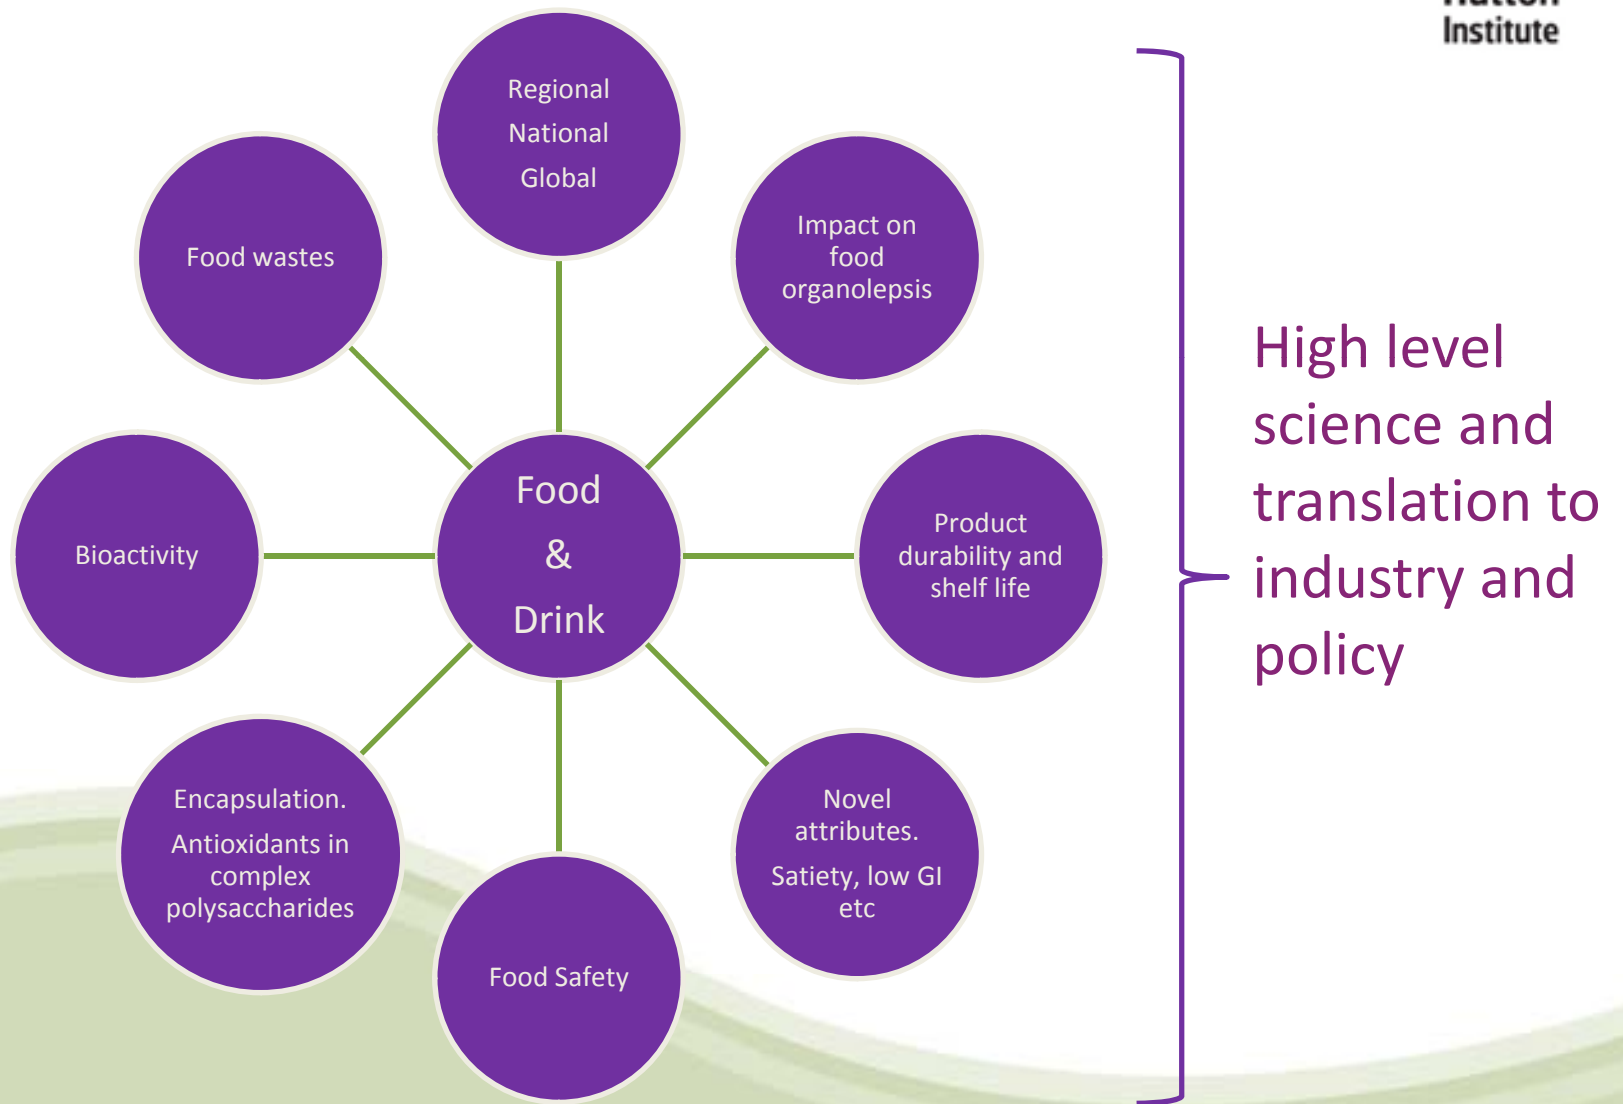 Hutton
Institute
Regional
National
Global
Impact on
food
organolepsis
Product
durability and
shelf life
Novel
attributes.
Satiety, low GI
etc
Food Safety
Encapsulation.
Antioxidants in
complex
polysaccharides
Bioactivity
Food wastes
Food
&
Drink
High level
science and
translation to
industry and
policy